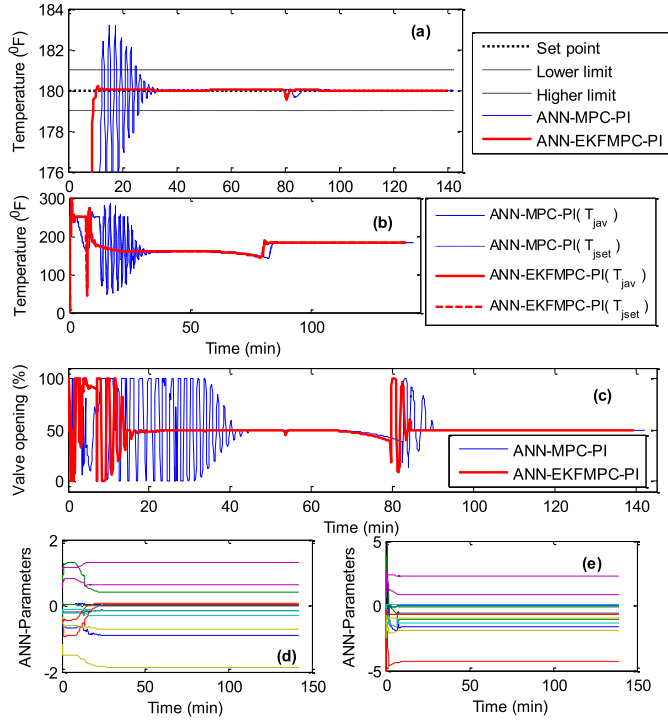 184
182
180
178
176
Temperature (⁰F)
(a)
0 20 40 60 80 100 120 140
Set point
Lower limit
Higher limit
ANN-MPC-PI
ANN-EKFMPC-PI
300
200
100
0
Temperature (⁰F)
(b)
0 50 100
Time (min)
ANN-MPC-PI( Tjav )
ANN-MPC-PI( Tjset )
ANN-EKFMPC-PI( Tjav )
ANN-EKFMPC-PI( Tjset )
100
50
0
Valve opening (%)
(c)
ANN-MPC-PI
ANN-EKFMPC-PI
0 20 40 60 80 100 120 140
Time (min)
2
0
-2
ANN-Parameters
(d)
0 50 100 150
Time (min)
5
0
-5
ANN-Parameters
(e)
0 50 100 150
Time (min)